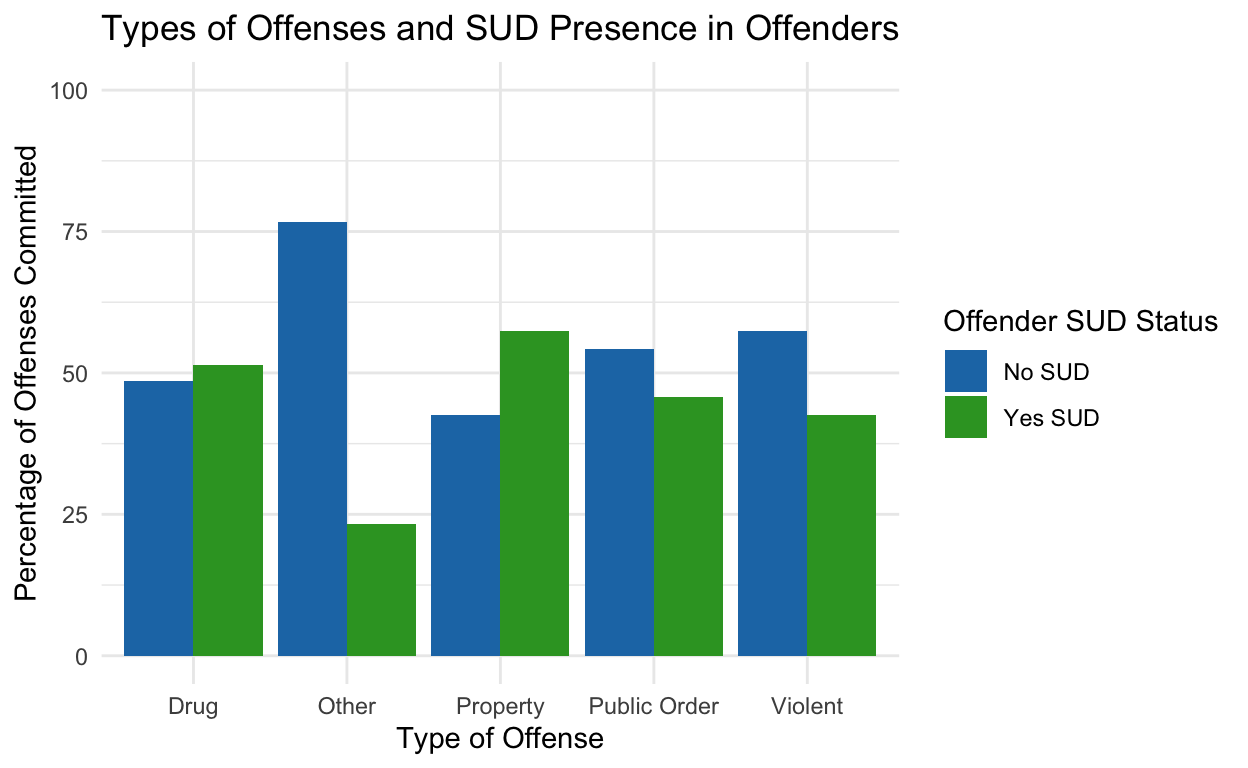 Types of Offenses and SUD Presence in Offenders
Percentage of Offenses Committed
100
75
50
25
0
Drug
Other
Property
Public Order
Violent
Type of Offense
Offender SUD Status
No SUD
Yes SUD